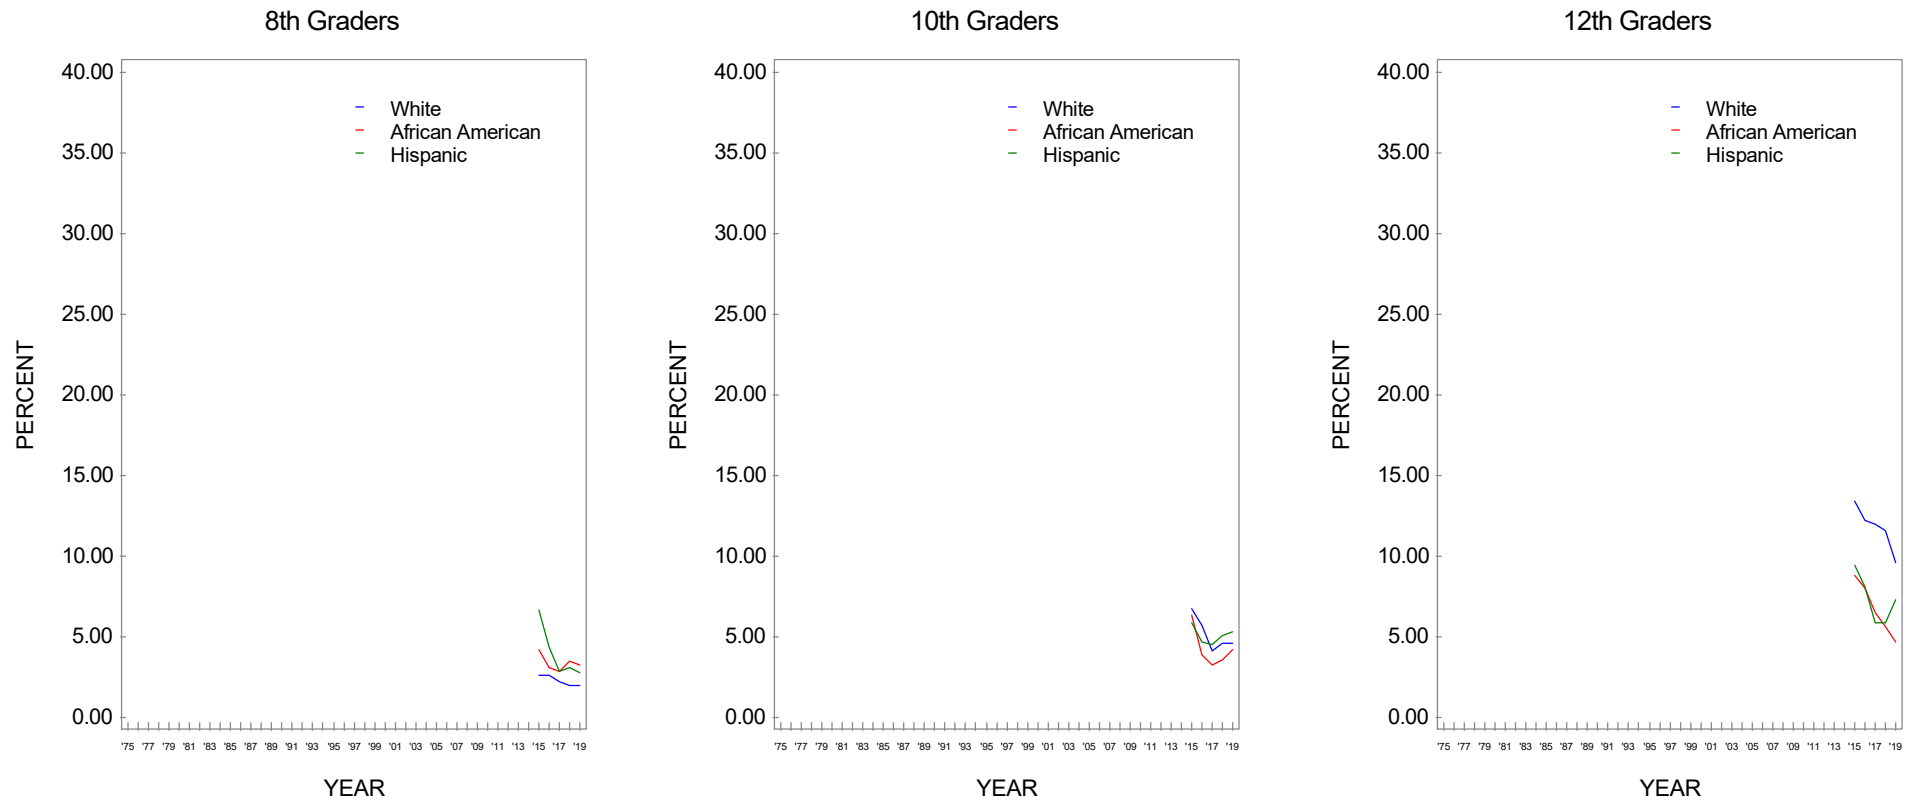 8th Graders
40.00
35.00
30.00
25.00
20.00
15.00
10.00
5.00
0.00
PERCENT
White
African American
Hispanic
'75 '77 '79 '81 '83 '85 '87 '89 '91 '93 '95 '97 '99 '01 '03 '05 '07 '09 '11 '13 '15 '17 '19
YEAR
10th Graders
40.00
35.00
30.00
25.00
20.00
15.00
10.00
5.00
0.00
PERCENT
White
African American
Hispanic
'75 '77 '79 '81 '83 '85 '87 '89 '91 '93 '95 '97 '99 '01 '03 '05 '07 '09 '11 '13 '15 '17 '19
YEAR
12th Graders
40.00
35.00
30.00
25.00
20.00
15.00
10.00
5.00
0.00
PERCENT
White
African American
Hispanic
'75 '77 '79 '81 '83 '85 '87 '89 '91 '93 '95 '97 '99 '01 '03 '05 '07 '09 '11 '13 '15 '17 '19
YEAR